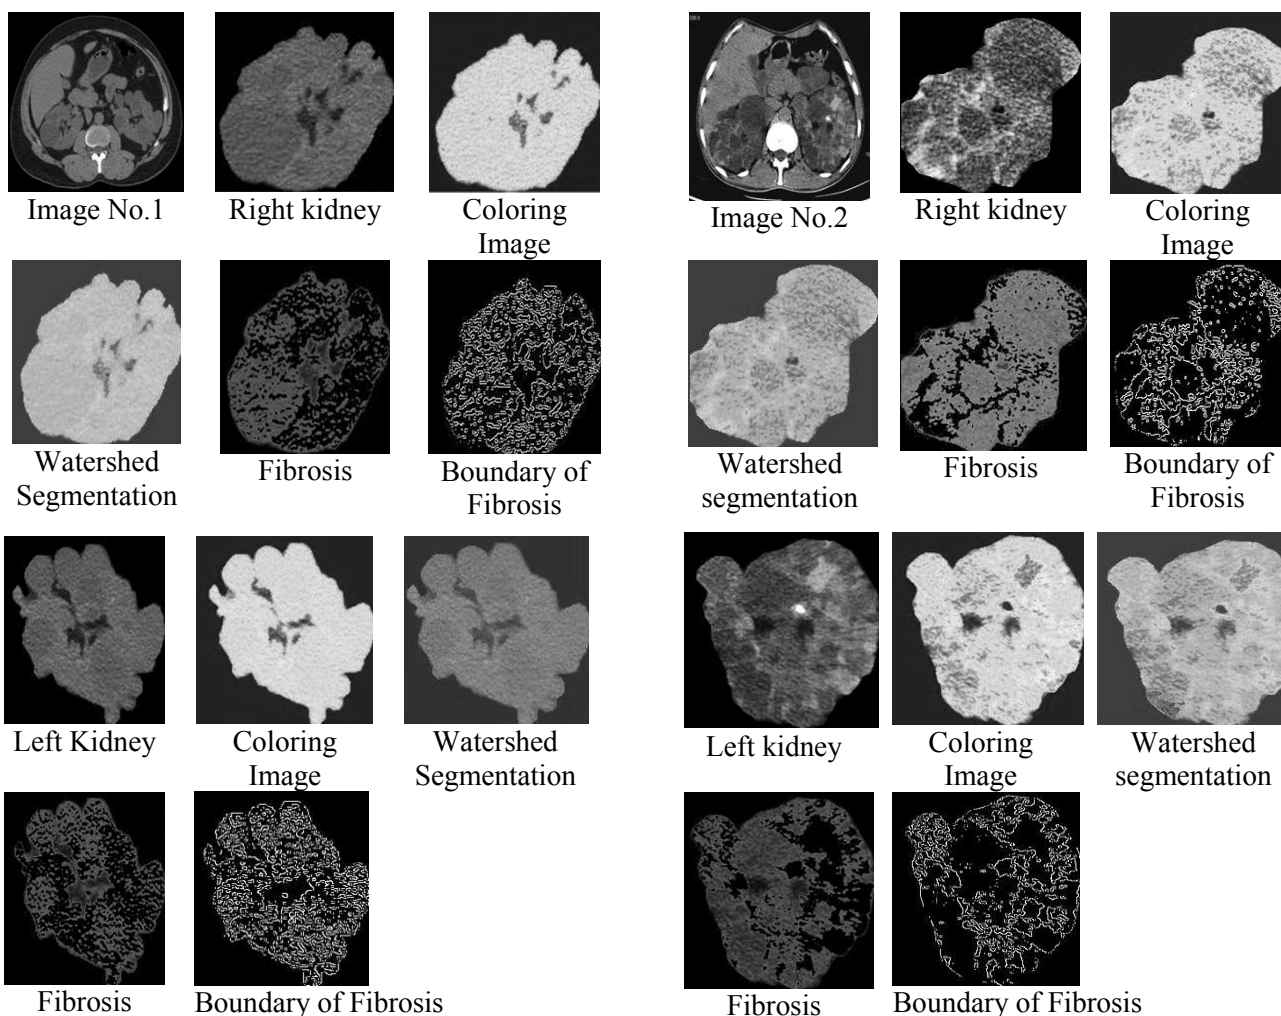 Image No.1
Right kidney
Coloring
Image
Image No.2
Right kidney
Coloring
Image
Watershed
Segmentation
Fibrosis
Boundary of
Fibrosis
Watershed
segmentation
Fibrosis
Boundary of
Fibrosis
Left Kidney
Coloring
Image
Watershed
Segmentation
Left kidney
Coloring
Image
Watershed
segmentation
Fibrosis
Boundary of Fibrosis
Fibrosis
Boundary of Fibrosis